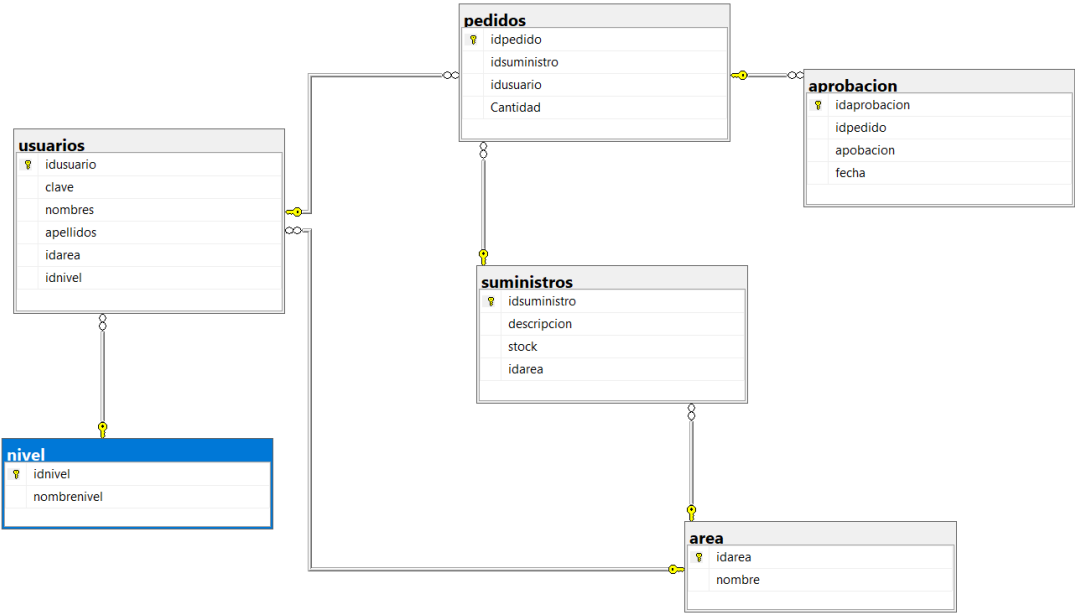 pedidos
idpedido
idsuministro
idusuario
Cantidad
aprobacion
idaprobacion
idpedido
apobacion
fecha
usuarios
idusuario
clave
nombres
apellidos
idarea
idnivel
suministros
idsuministro
descripcion
stock
idarea
nivel
idnivel
nombrenivel
area
idarea
nombre